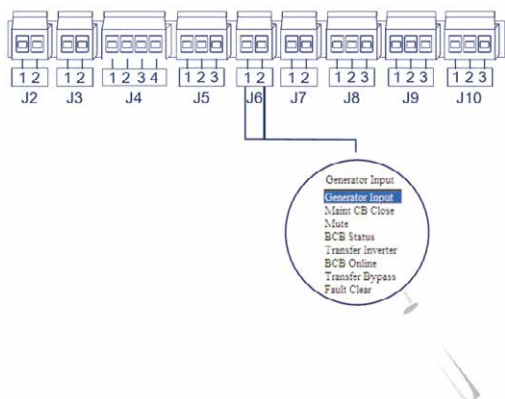 1 2 1 2 1 2 3 4 1 2 3 1 2 1 2 1 2 3 1 2 3 1 2 3
J2 J3 J4 J5 J6 J7 J8 J9 J10
Generator Input
Generator Input
Maint CB Close
Mute
BCB Status
Transfer Inverter
BCB Online
Transfer Bypass
Fault Clear